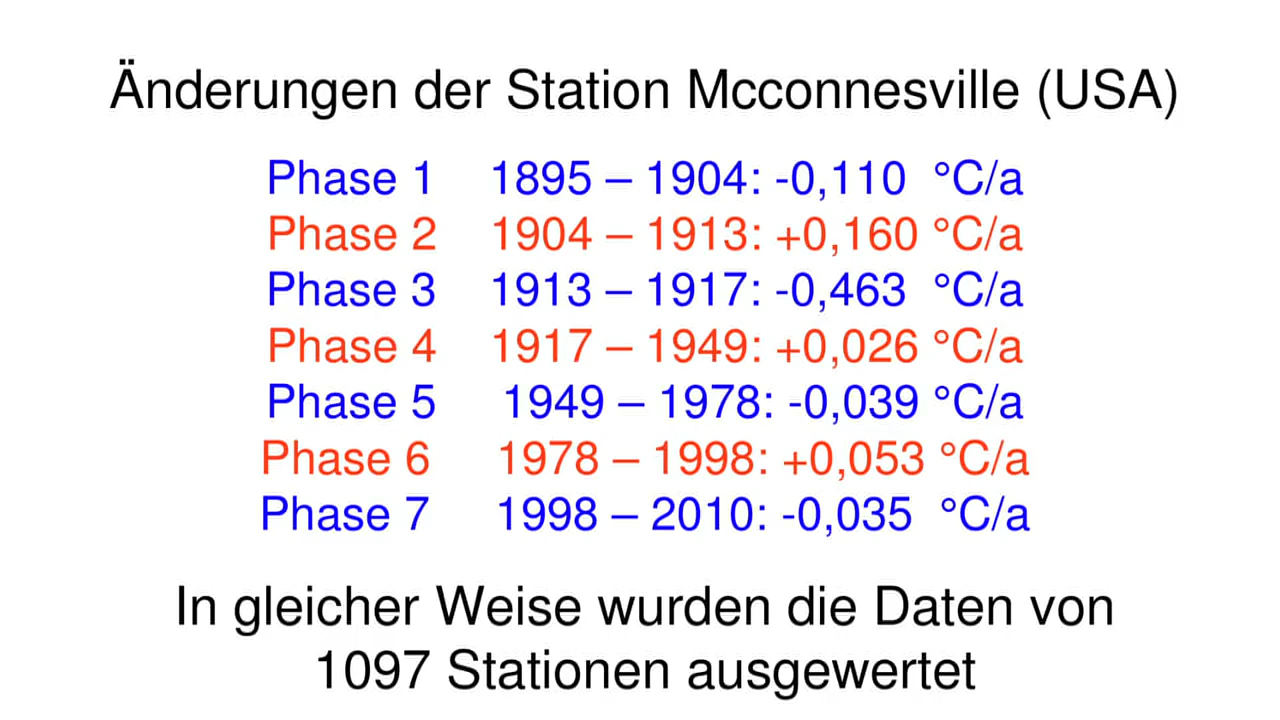 Änderungen der Station Mcconnesville (USA)
Phase 1 1895 – 1904: -0,110 °C/a
Phase 2 1904 – 1913: +0,160 °C/a
Phase 3 1913 – 1917: -0,463 °C/a
Phase 4 1917 – 1949: +0,026 °C/a
Phase 5 1949 – 1978: -0,039 °C/a
Phase 6 1978 – 1998: +0,053 °C/a
Phase 7 1998 – 2010: -0,035 °C/a
In gleicher Weise wurden die Daten von
1097 Stationen ausgewertet